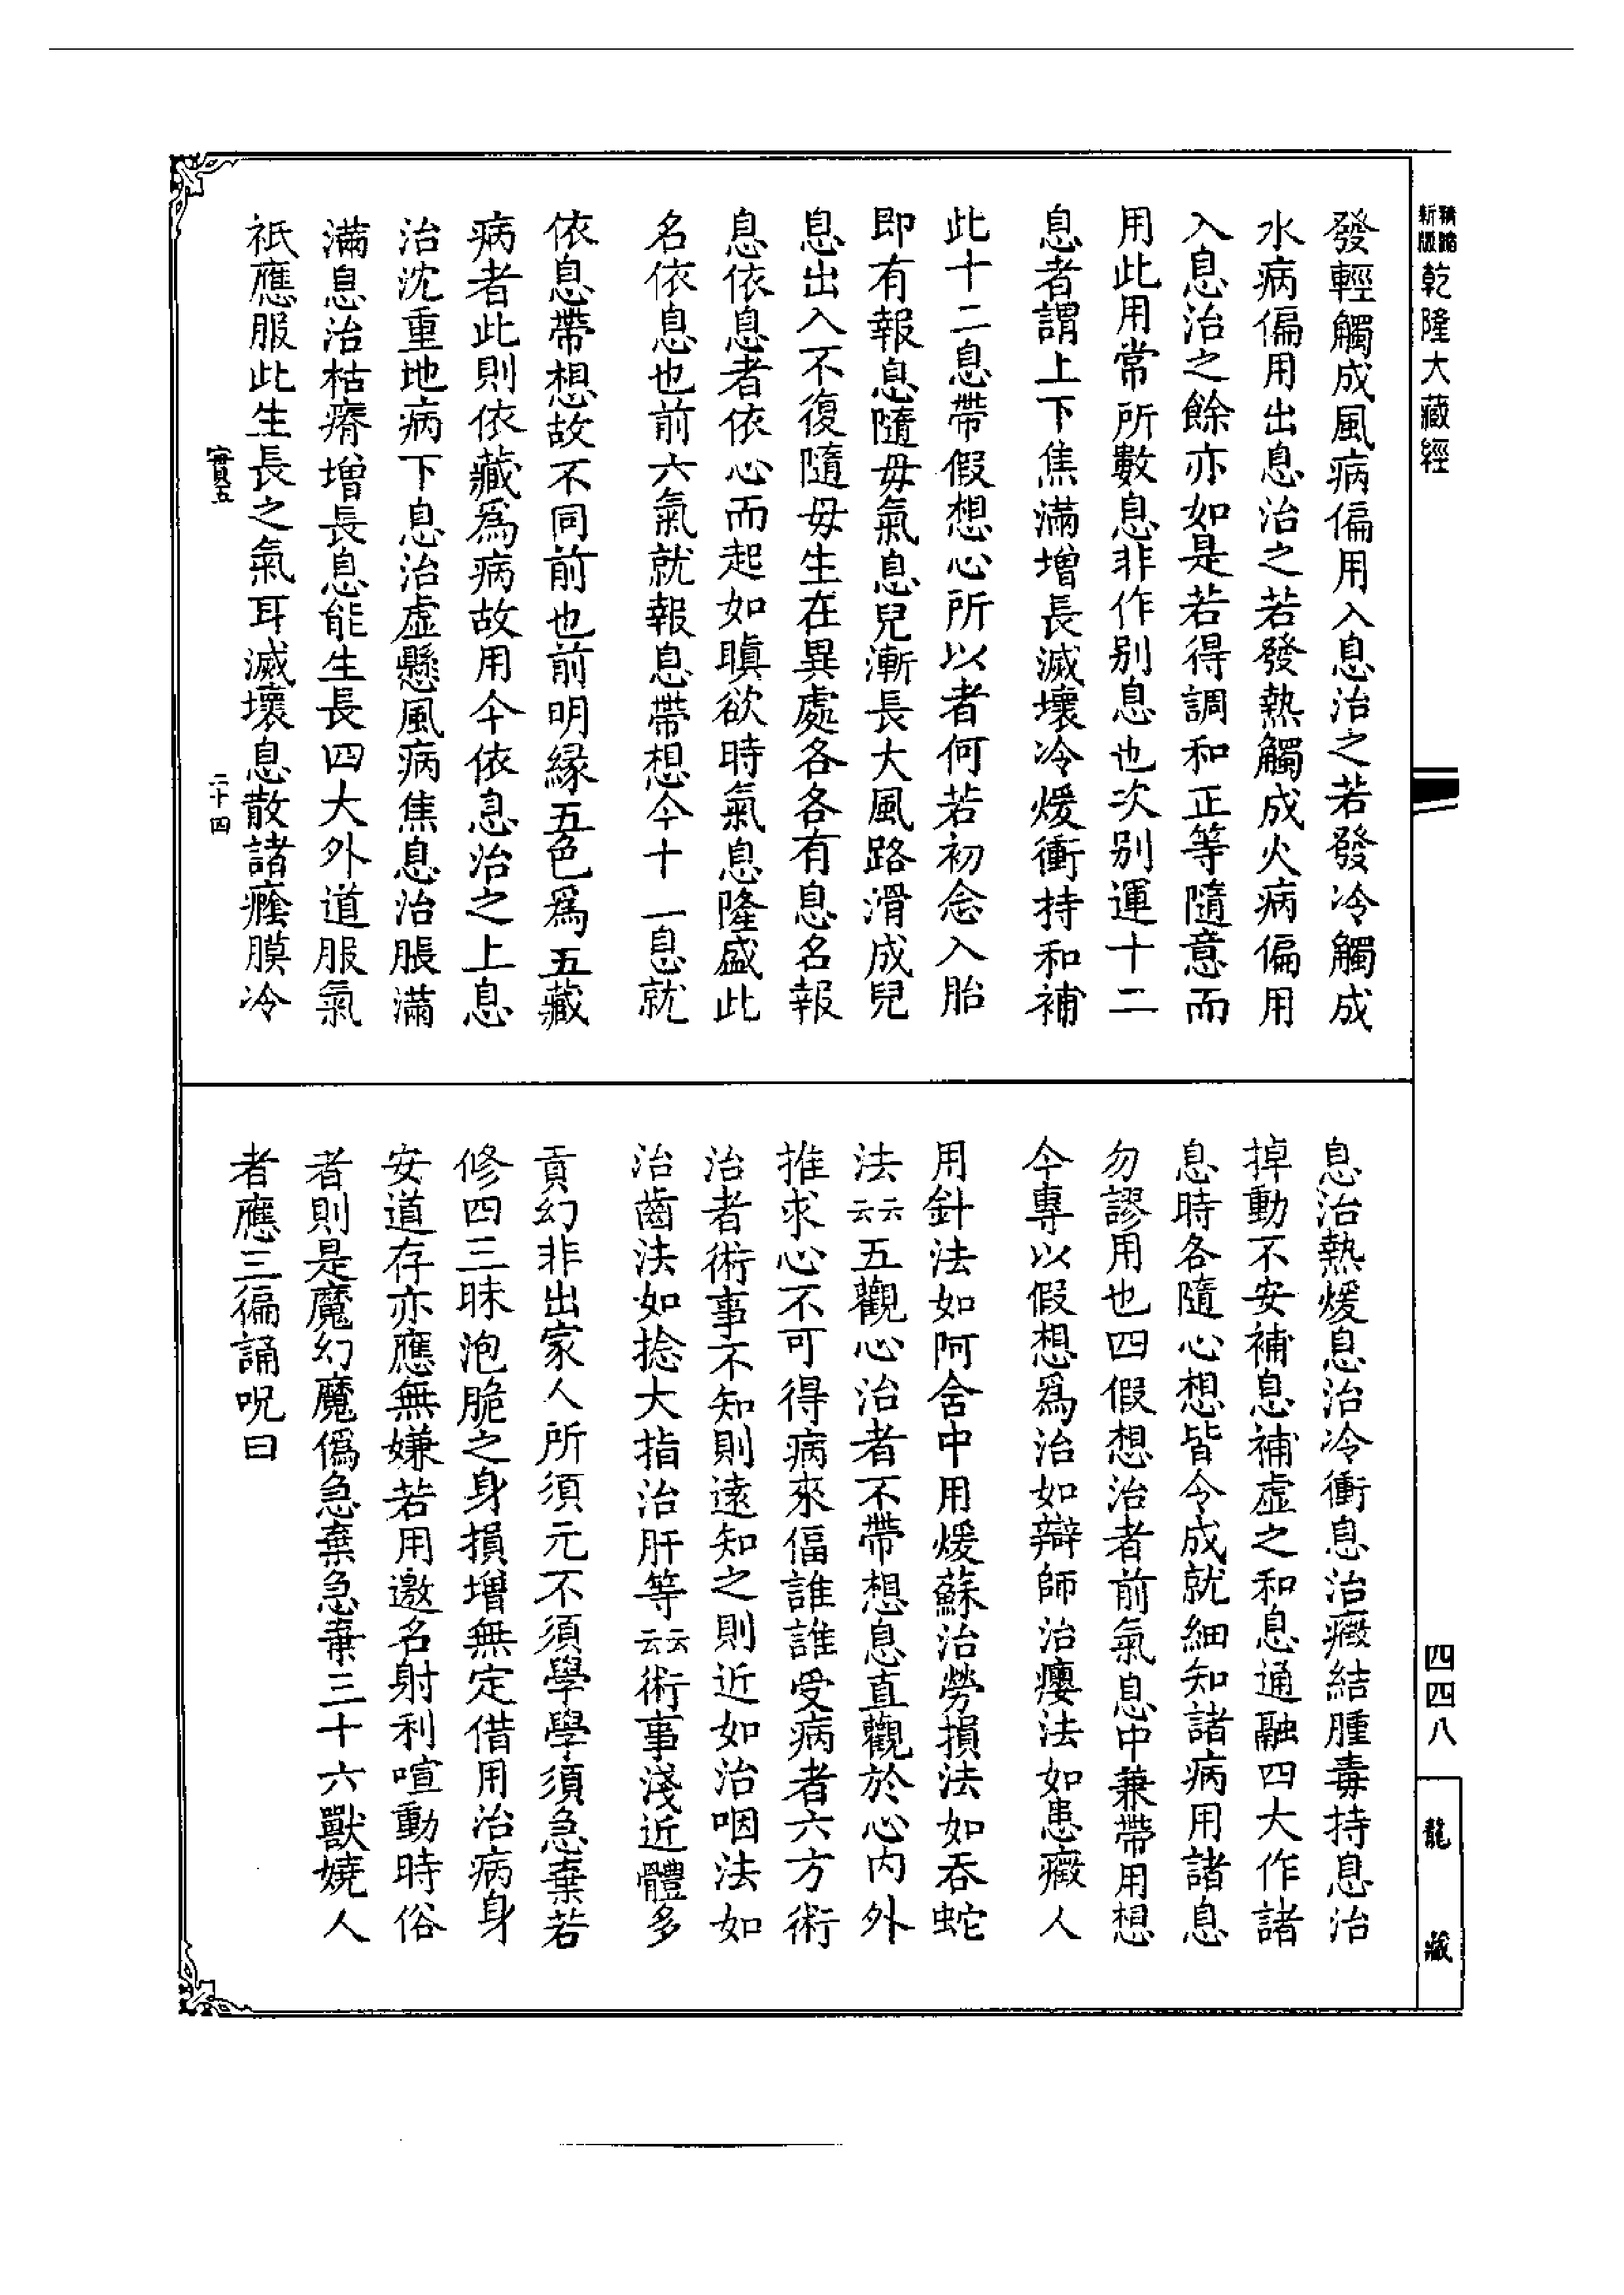 新版
精縮
乾隆大藏經
發輕觸成風病偏用入息治之若發冷觸成
水病偏用出息治之若發熱觸成火病偏用
入息治之餘亦如是若得調和正等隨意而
用此用常所數息非作别息也次别運十二
息者謂上下焦滿增長滅壞冷煖衝持和補
此十二息帶假想心所以者何若初念入胎
即有報息隨毋氣息兒漸長大風路滑成兒
息出入不復隨毋生在異處各各有息名報
息依息者依心而起如瞋欲時氣息隆盛此
名依息也前六氣就報息帶想今十一息就
依息帶想故不同前也前明緣五色爲五藏
病者此則依藏爲病故用今依息治之上息
治沈重地病下息治虛懸風病焦息治脹滿
滿息治枯瘠增長息能生長四大外道服氣
祇應服此生長之氣耳滅壞息散諸癊膜冷
實五
二十四
息治熱煖息治冷衝息治癥結腫毒持息治
掉動不安補息補虛之和息通融四大作諸
息時各隨心想皆令成就細知諸病用諸息
勿謬用也四假想治者前氣息中兼帶用想
今專以假想爲治如辯師治癭法如患癥人
用針法如阿含中用煖蘇治勞損法如吞蛇
法云云五觀心治者不帶想息直觀於心内外
推求心不可得病來偪誰誰受病者六方術
治者術事不知則遠知之則近如治咽法如
治齒法如捻大指治肝等云云術事淺近體多
貢幻非出家人所須元不須學學須急棄若
修四三昧泡脆之身損增無定借用治病身
安道存亦應無嫌若用邀名射利喧動時俗
者則是魔幻魔僞急棄急棄三十六獸嬈人
者應三徧誦呪曰
四四八
龍藏